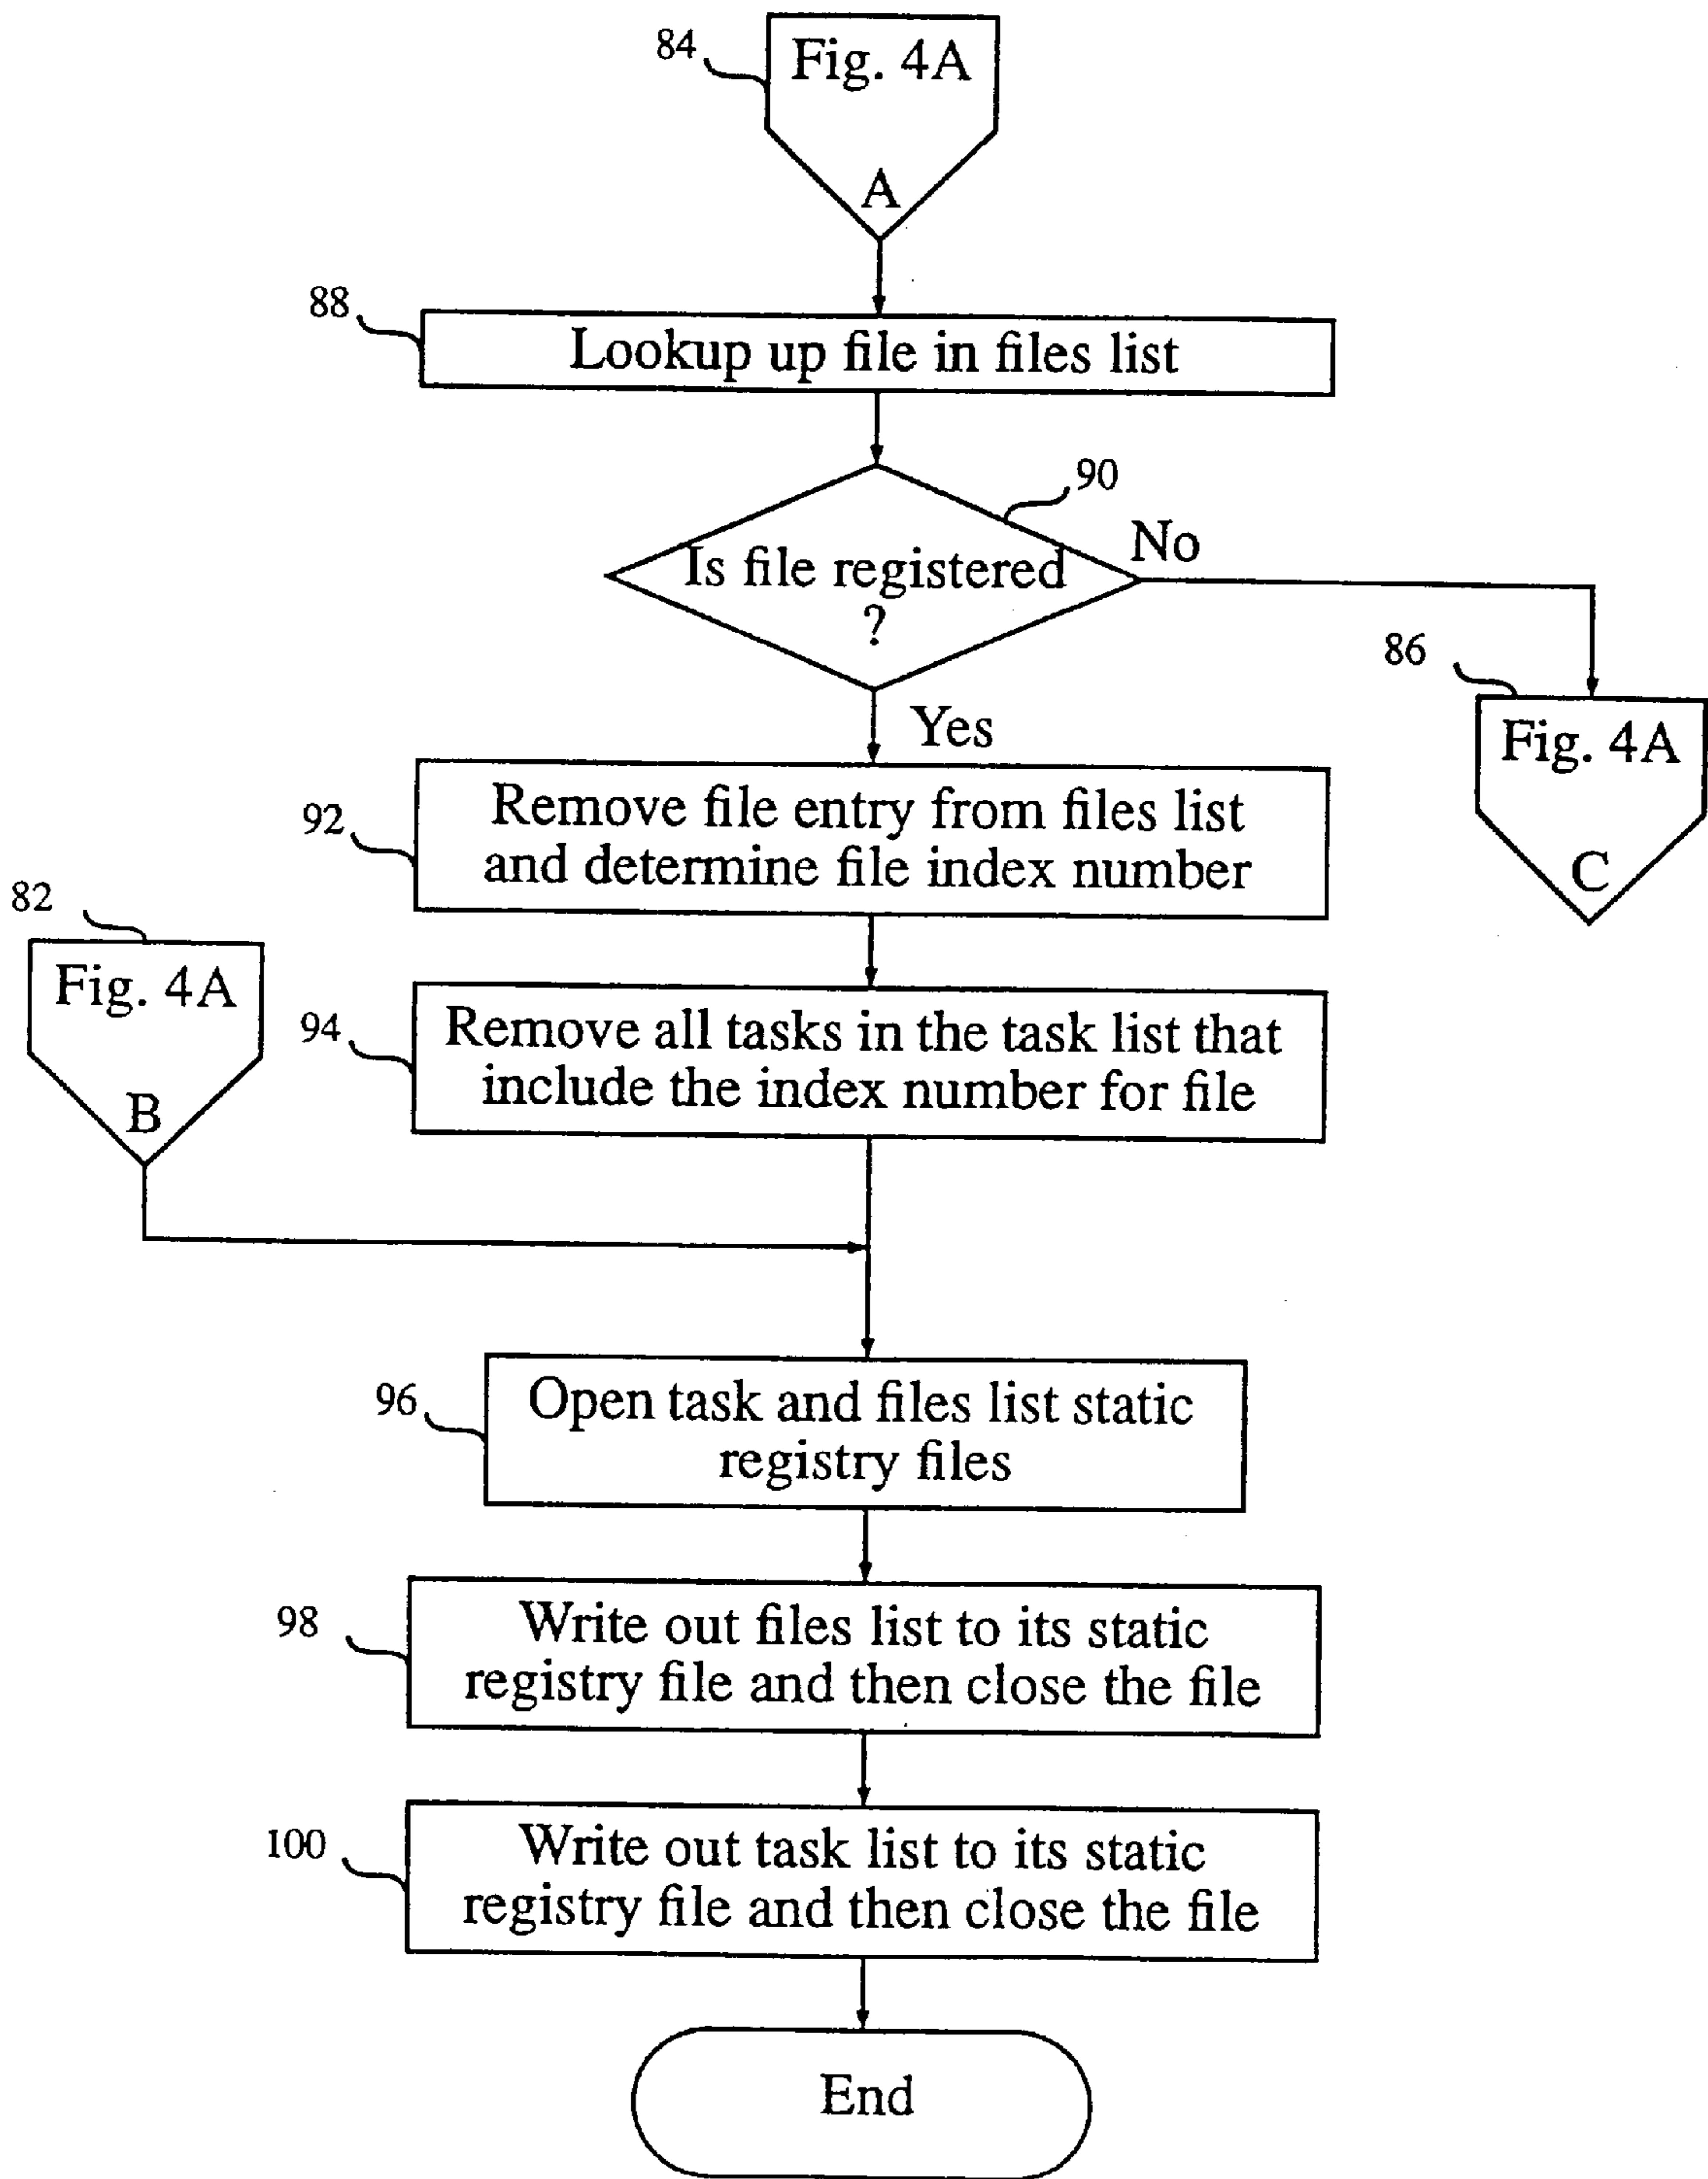 84
Fig. 4A
A
88
Lookup up file in files list
90
Is file registered
?
No
Yes
86
Fig. 4A
C
92
Remove file entry from files list
and determine file index number
82
Fig. 4A
B
94
Remove all tasks in the task list that
include the index number for file
96
Open task and files list static
registry files
98
Write out files list to its static
registry file and then close the file
100
Write out task list to its static
registry file and then close the file
End